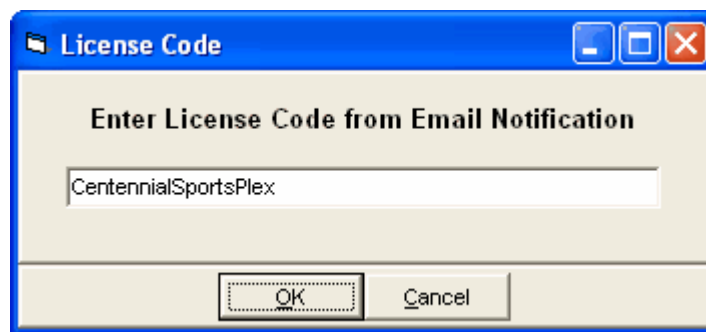 License Code
Enter License Code from Email Notification
CentennialSportsPlex
OK
Cancel